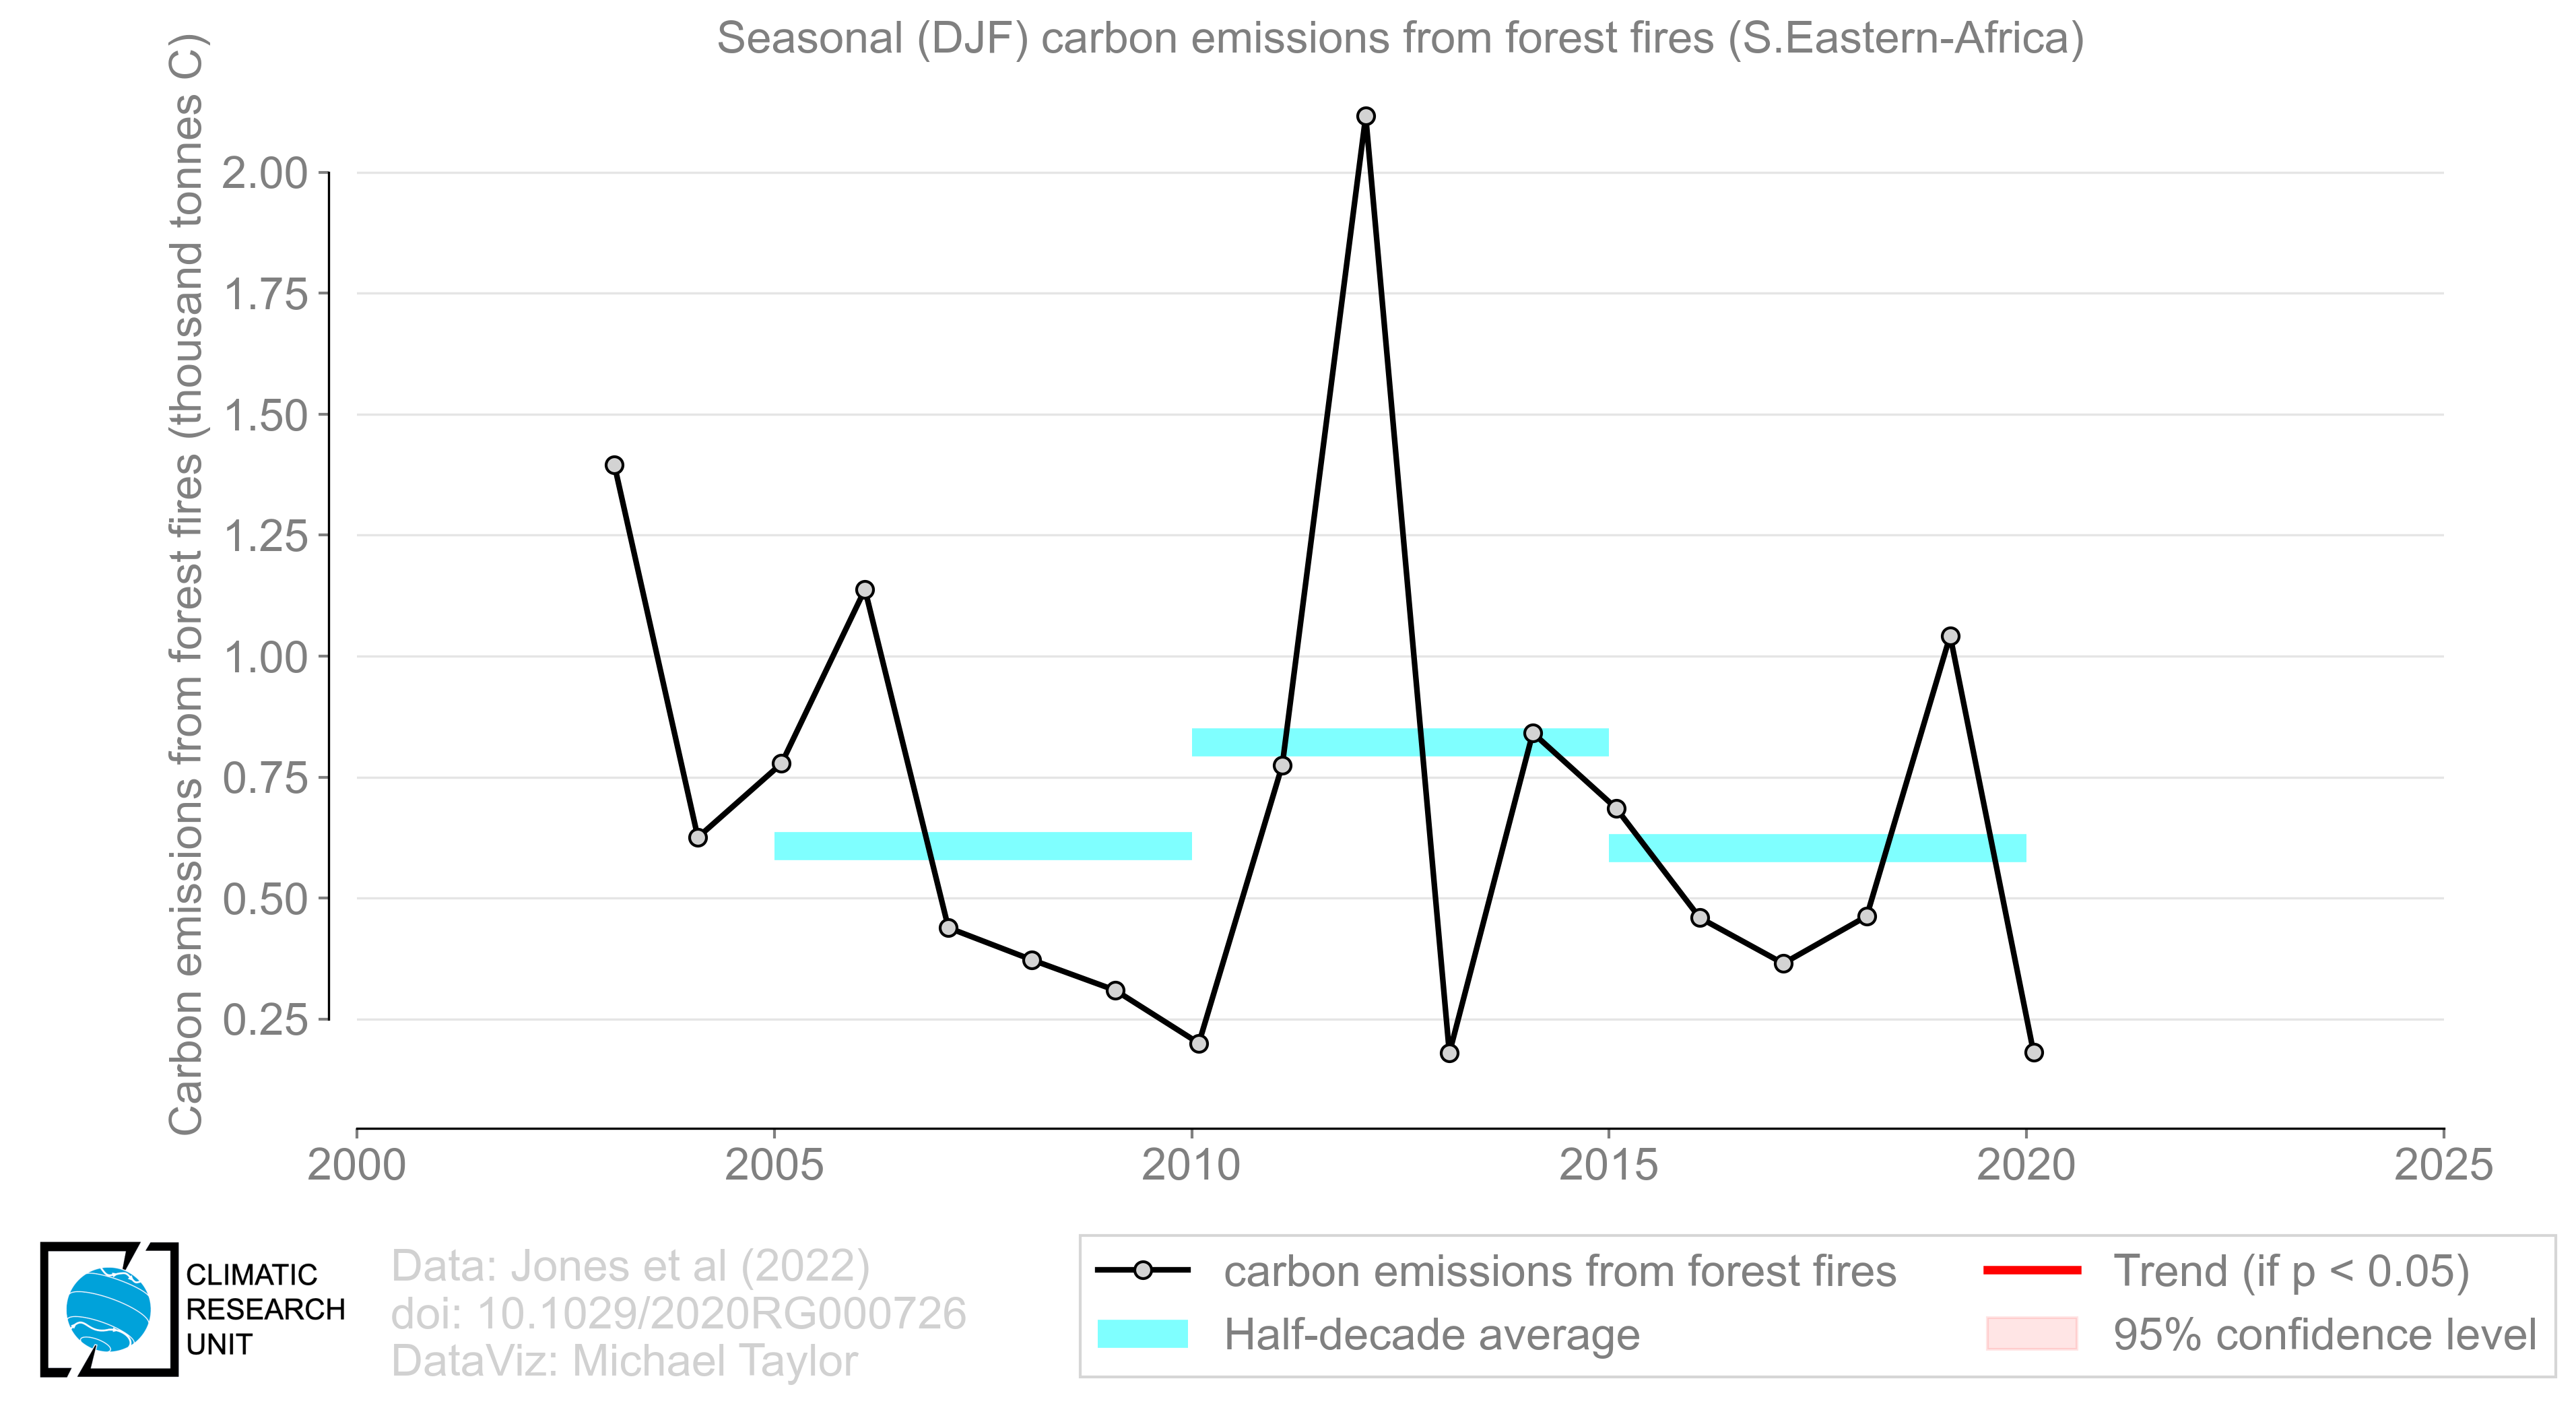 Seasonal (DJF) carbon emissions from forest fires (S.Eastern-Africa)
Carbon emissions from forest fires (thousand tonnes C)
2.00
1.75
1.50
1.25
1.00
0.75
0.50
0.25
2000 2005 2010 2015 2020 2025
CLIMATIC
RESEARCH
UNIT
Data: Jones et al (2022)
doi: 10.1029/2020RG000726
DataViz: Michael Taylor
carbon emissions from forest fires
Half-decade average
Trend (if p < 0.05)
95% confidence level